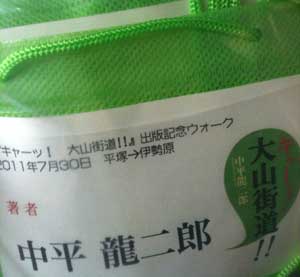 ギャーッ！ 大山街道!!』出版記念ウォーク
2011年7月30日 平塚→伊勢原
著者
中平 龍二郎
大山街道!!
中平龍二郎